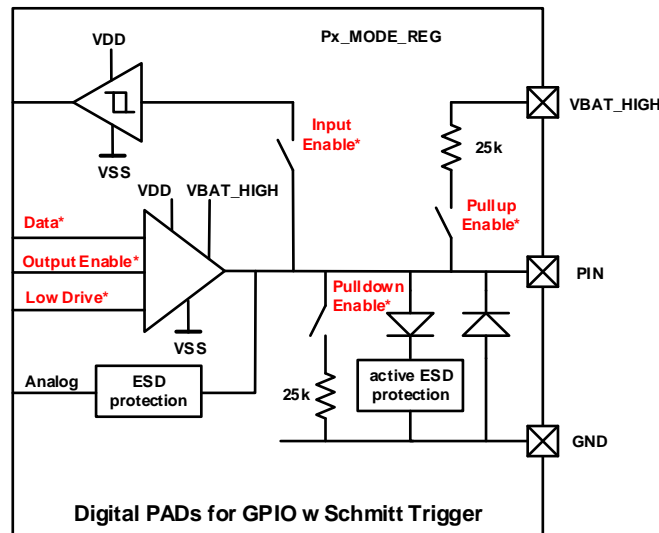 VDD
Px_MODE_REG
VBAT_HIGH
Input
Enable*
25k
VSS
VDD
VBAT_HIGH
Pullup
Enable*
Data*
Output Enable*
PIN
Pulldown
Enable*
Low Drive*
VSS
Analog
ESD
protection
25k
active ESD
protection
GND
Digital PADs for GPIO w Schmitt Trigger